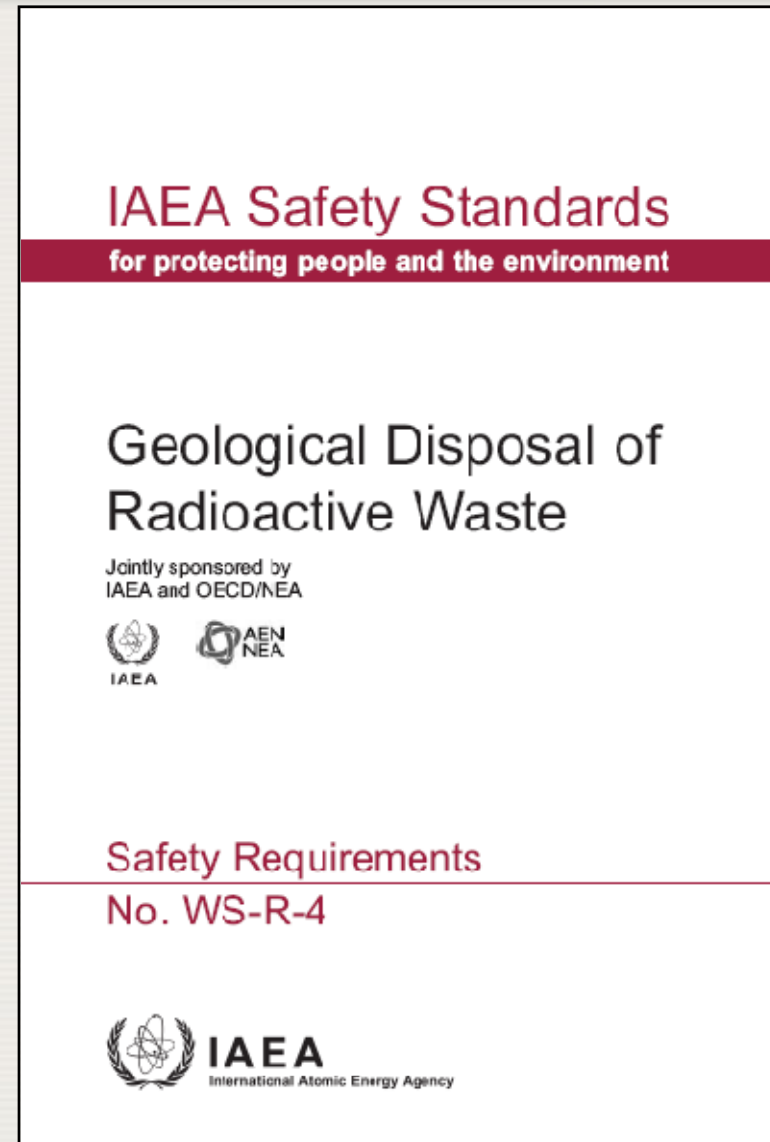 IAEA Safety Standards
for protecting people and the environment
Geological Disposal of
Radioactive Waste
Jointly sponsored by
IAEA and OECD/NEA
AEN
NEA
IAEA
Safety Requirements
No. WS-R-4
IAEA
International Atomic Energy Agency